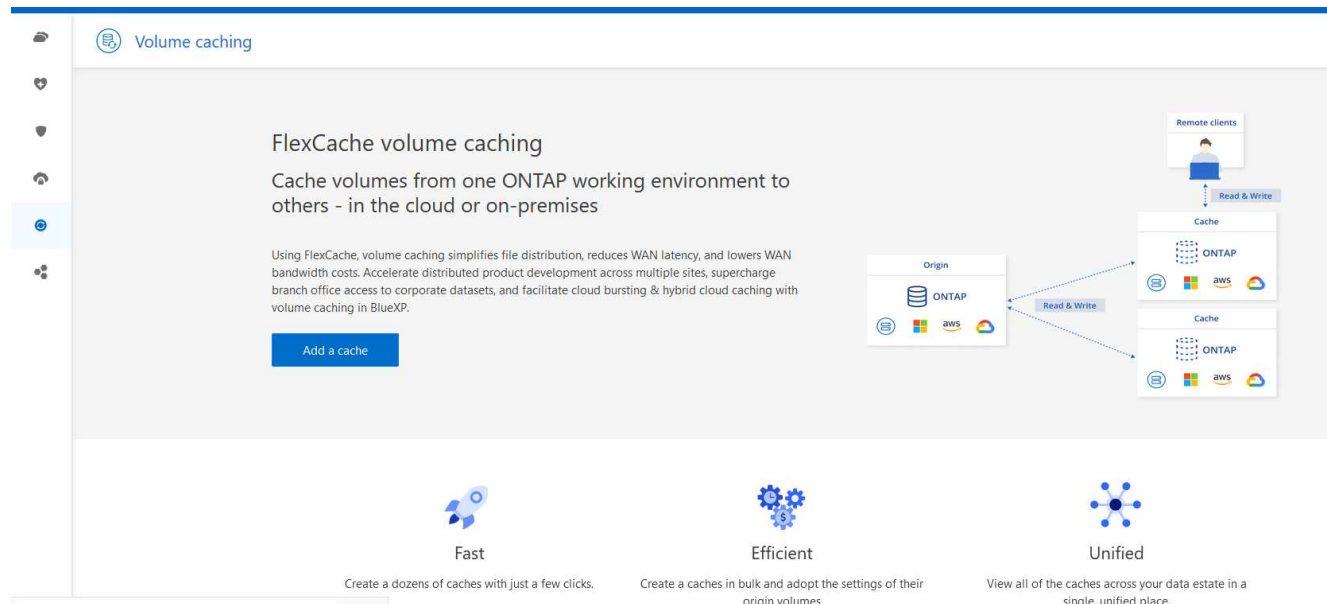 Volume caching
FlexCache volume caching
Cache volumes from one ONTAP working environment to
others - in the cloud or on-premises
Using FlexCache, volume caching simplifies file distribution, reduces WAN latency, and lowers WAN
bandwidth costs. Accelerate distributed product development across multiple sites, supercharge
branch office access to corporate datasets, and facilitate cloud bursting & hybrid cloud caching with
volume caching in BlueXP.
Add a cache
Remote clients
Read & Write
Cache
ONTAP
aws
Origin
ONTAP
aws
Read & Write
Cache
ONTAP
aws
$
Fast
Create a dozens of caches with just a few clicks.
Efficient
Create a caches in bulk and adopt the settings of their
origin volumes
Unified
View all of the caches across your data estate in a
single, unified place